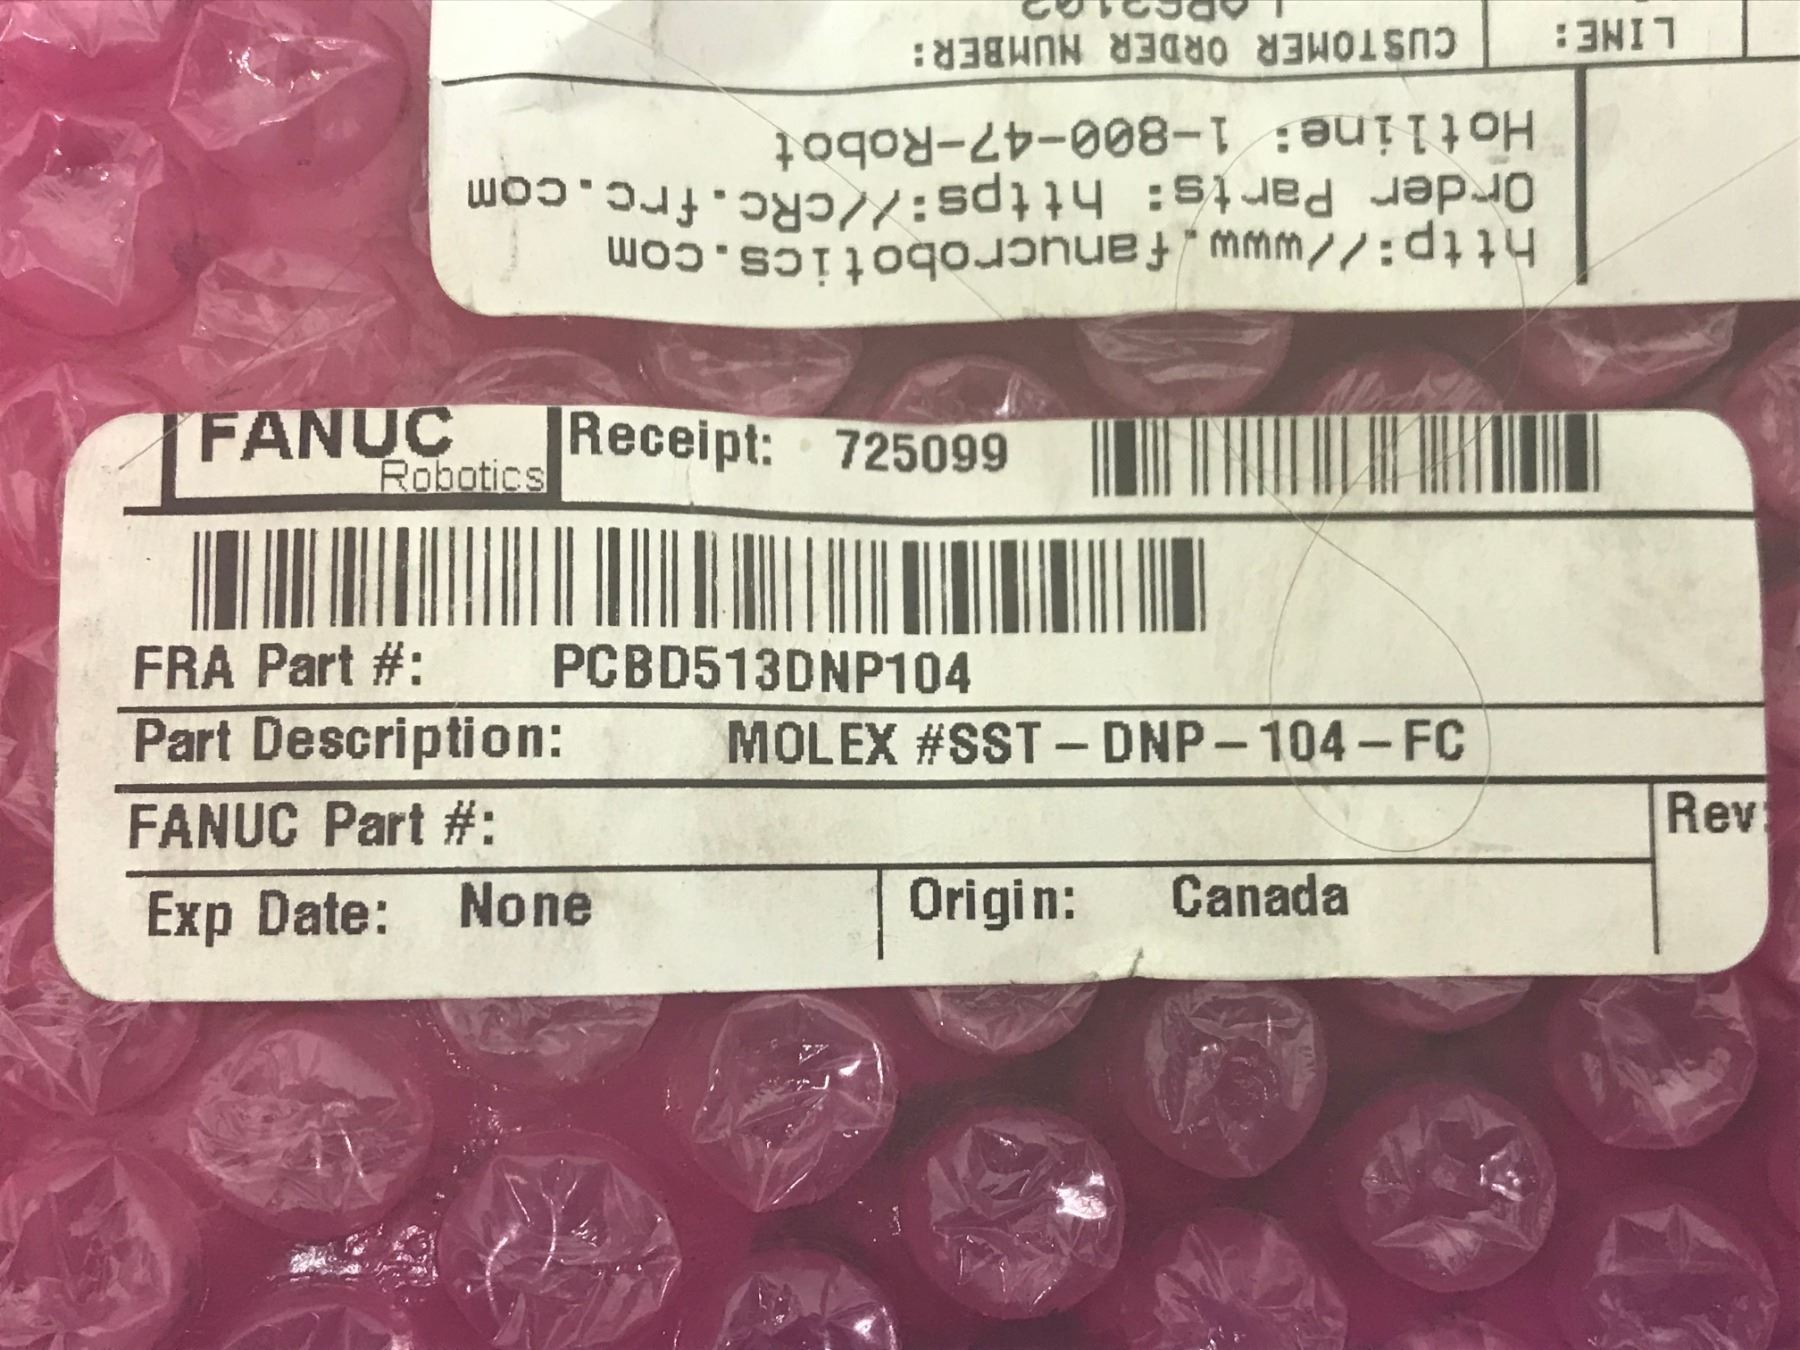 http://www.fanucrobotics.com
Order Parts: https://cRc.frc.com
Hotline: 1-800-47-Robot
CUSTOMER ORDER NUMBER:
LINE:
FANUC
Robotics
Receipt: 725099
FRA Part #: PCBD513DNP104
Part Description: MOLEX #SST-DNP-104-FC
FANUC Part #:
Rev:
Exp Date: None
Origin: Canada